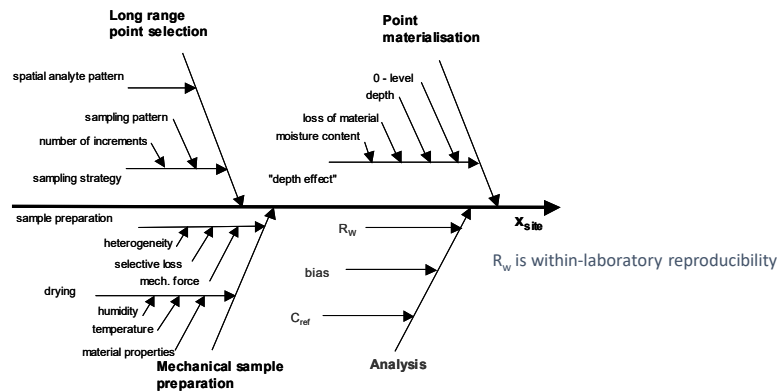 Long range
point selection
Point
materialisation
spatial analyte pattern
0 - level
depth
sampling pattern
loss of material
number of increments
moisture content
sampling strategy
"depth effect"
sample preparation
x_site
R_W
heterogeneity
R_w is within-laboratory reproducibility
selective loss
bias
mech. force
drying
humidity
C_ref
temperature
material properties
Mechanical sample
preparation
Analysis